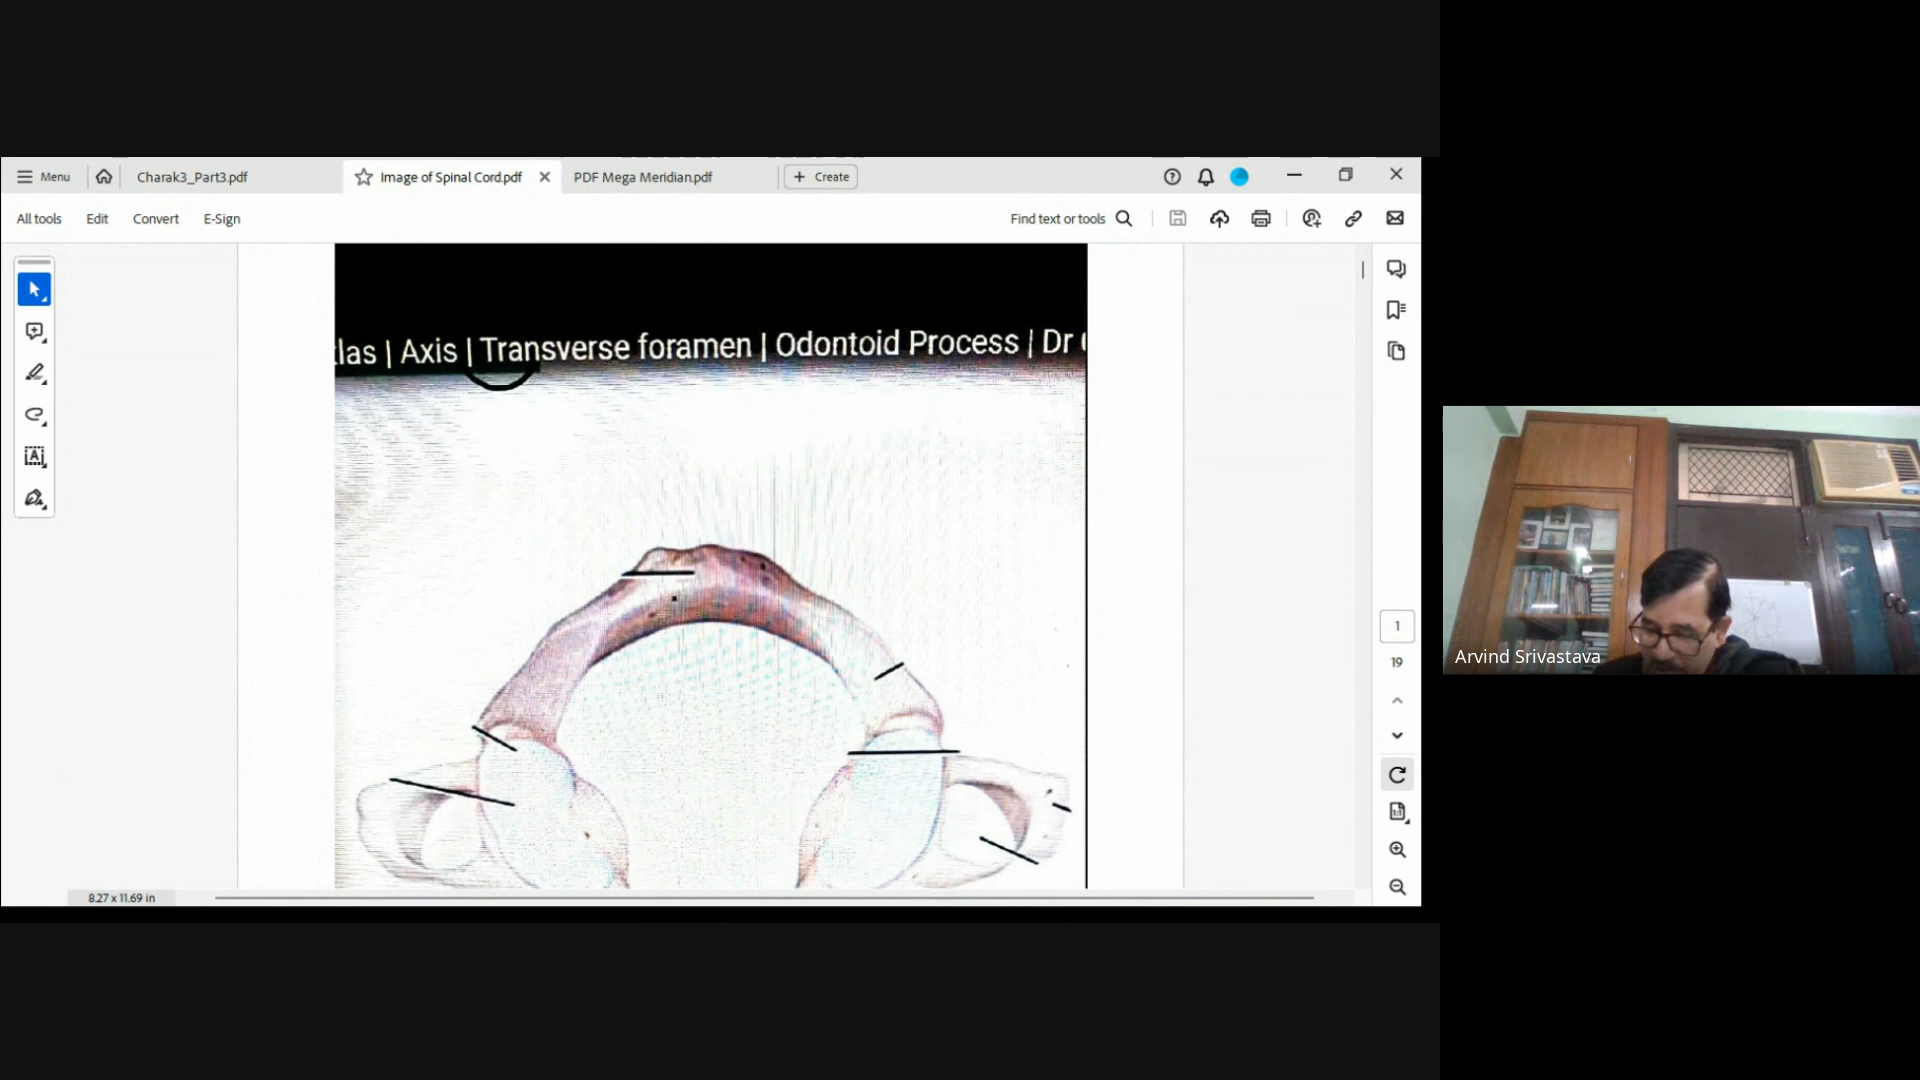 Menu
Charak3_Part3.pdf
Image of Spinal Cord.pdf
PDF Mega Meridian.pdf
Create
All tools
Edit
Convert
E-Sign
Find text or tools
las | Axis | Transverse foramen | Odontoid Process | Dr
1
19
8.27 x 11.69 in
Arvind Srivastava